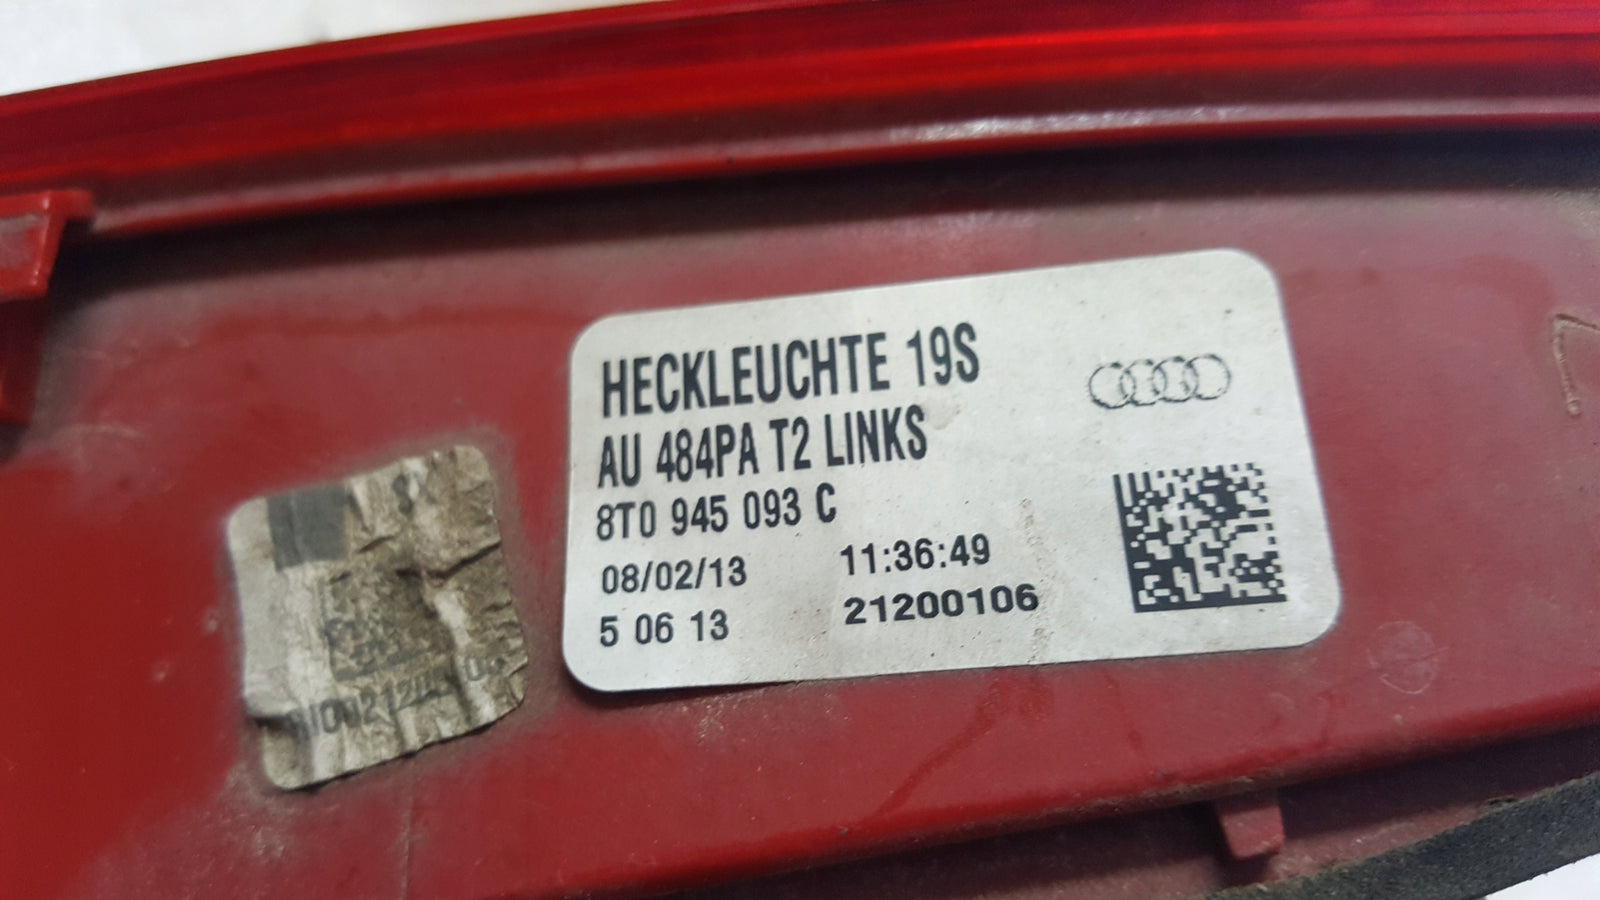 HECKLEUCHTE 19S
AU 484PA T2 LINKS
8T0 945 093 C
08/02/13 11:36:49
5 06 13 21200106